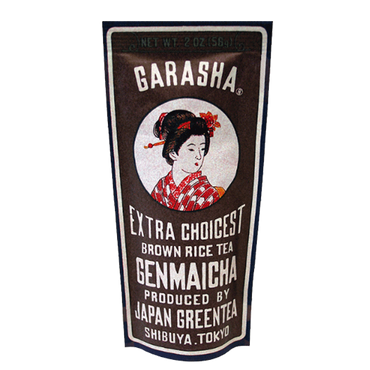 NET WT. 2 OZ (56g)
GARASHA®
EXTRA CHOICEST
BROWN RICE TEA
GENMAICHA
PRODUCED BY
JAPAN GREENTEA
SHIBUYA.TOKYO